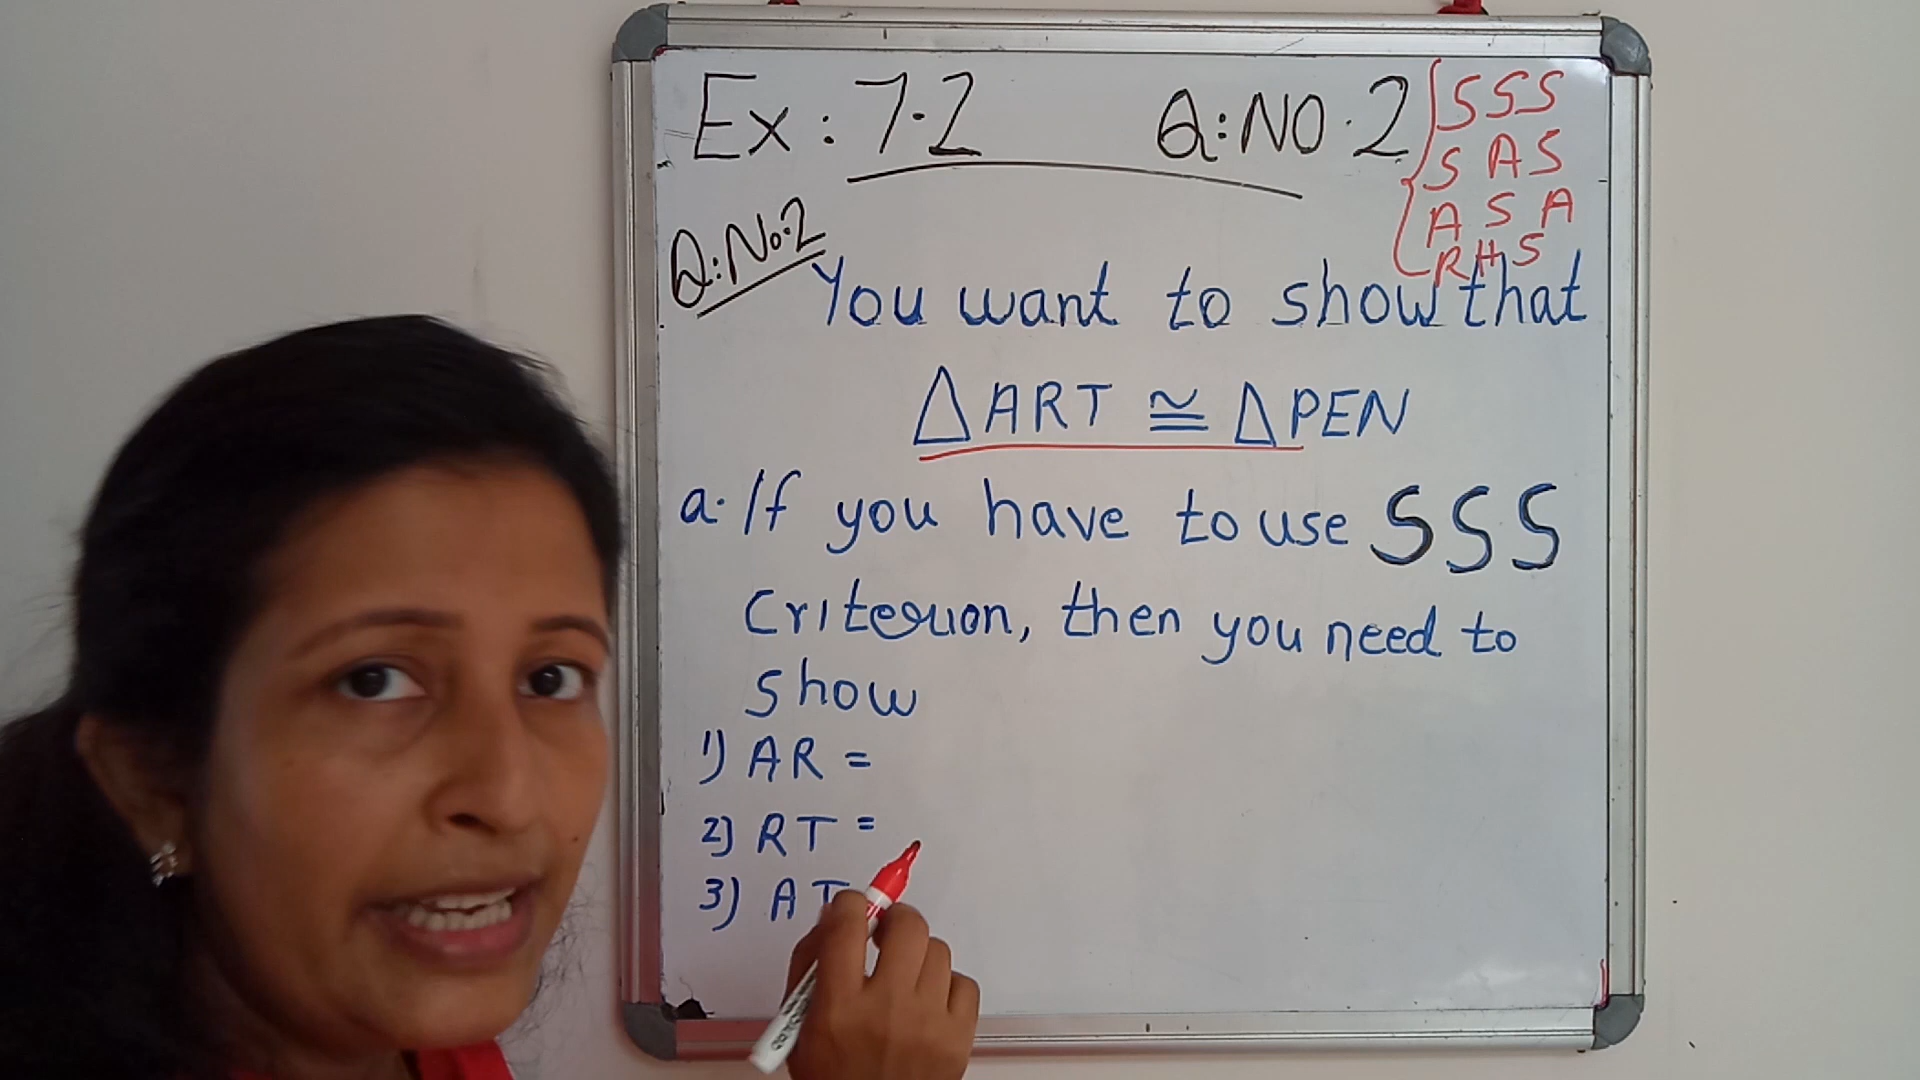 Ex: 7.2 Q:NO.2
SSS
SAS
ASA
RHS
Q:No.2
You want to show that
△ART ≅ △PEN
a. If you have to use SSS
Criterion, then you need to
show
1) AR =
2) RT =
3) AT